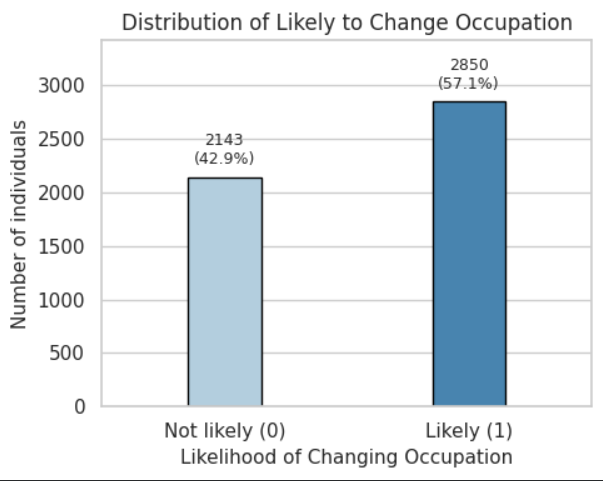 Distribution of Likely to Change Occupation
2850
(57.1%)
2143
(42.9%)
3000
2500
2000
1500
1000
500
0
Number of individuals
Not likely (0)
Likely (1)
Likelihood of Changing Occupation